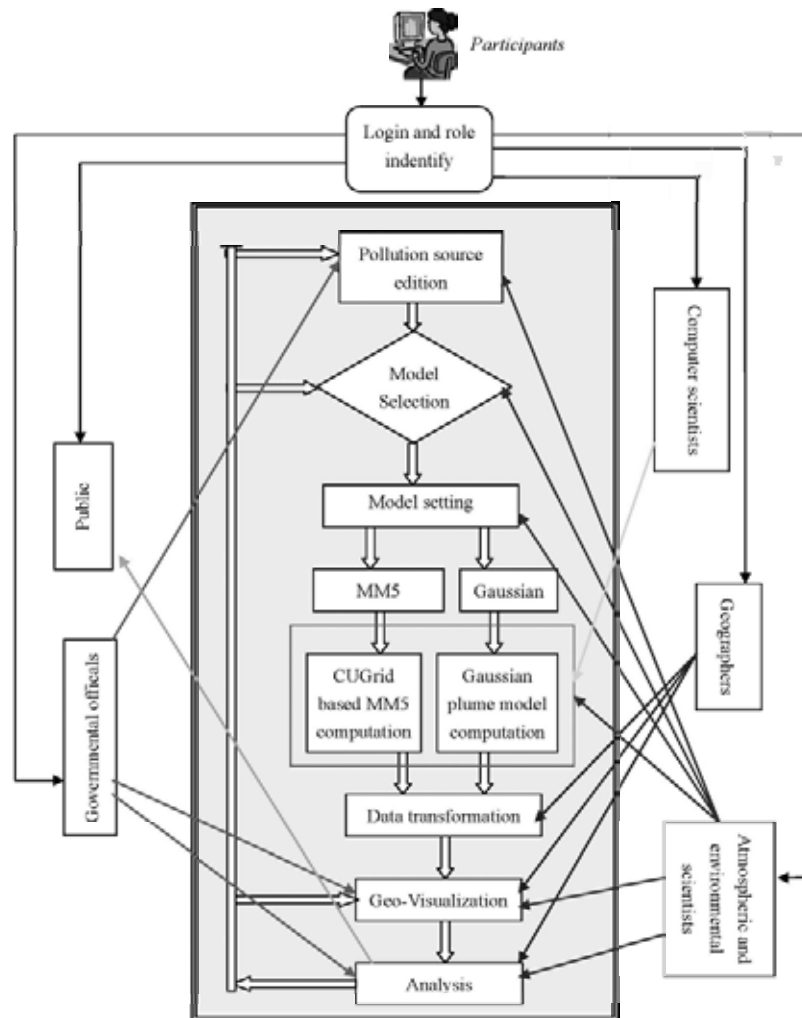 Participants
Login and role
indentify
Pollution source
edition
Model
Selection
Computer scientists
Public
Model setting
MM5
Gaussian
Geographers
CUGrid
based MM5
computation
Gaussian
plume model
computation
Governmental officals
Data transformation
Geo-Visualization
Atmospheric and
environmental
scientists
Analysis